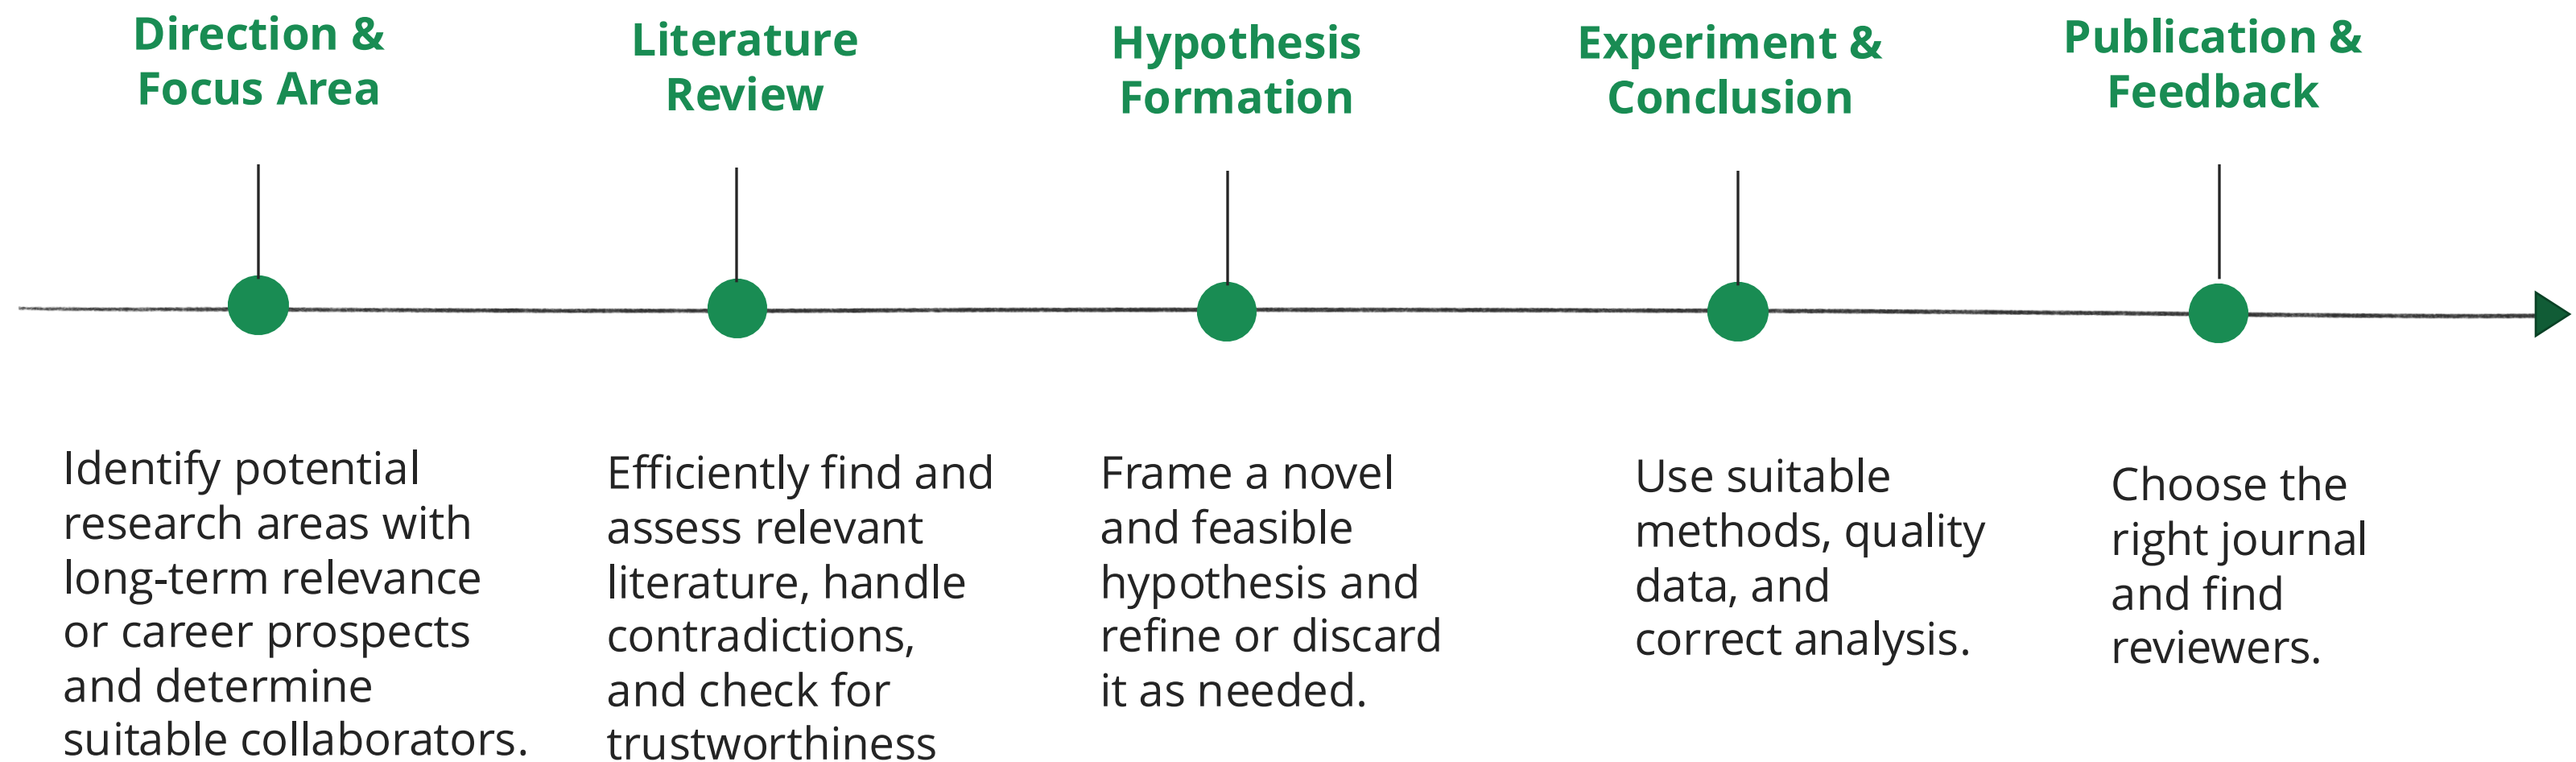 Direction &
Focus Area
Literature
Review
Hypothesis
Formation
Experiment &
Conclusion
Publication &
Feedback
Identify potential
research areas with
long-term relevance
or career prospects
and determine
suitable collaborators.
Efficiently find and
assess relevant
literature, handle
contradictions,
and check for
trustworthiness
Frame a novel
and feasible
hypothesis and
refine or discard
it as needed.
Use suitable
methods, quality
data, and
correct analysis.
Choose the
right journal
and find
reviewers.